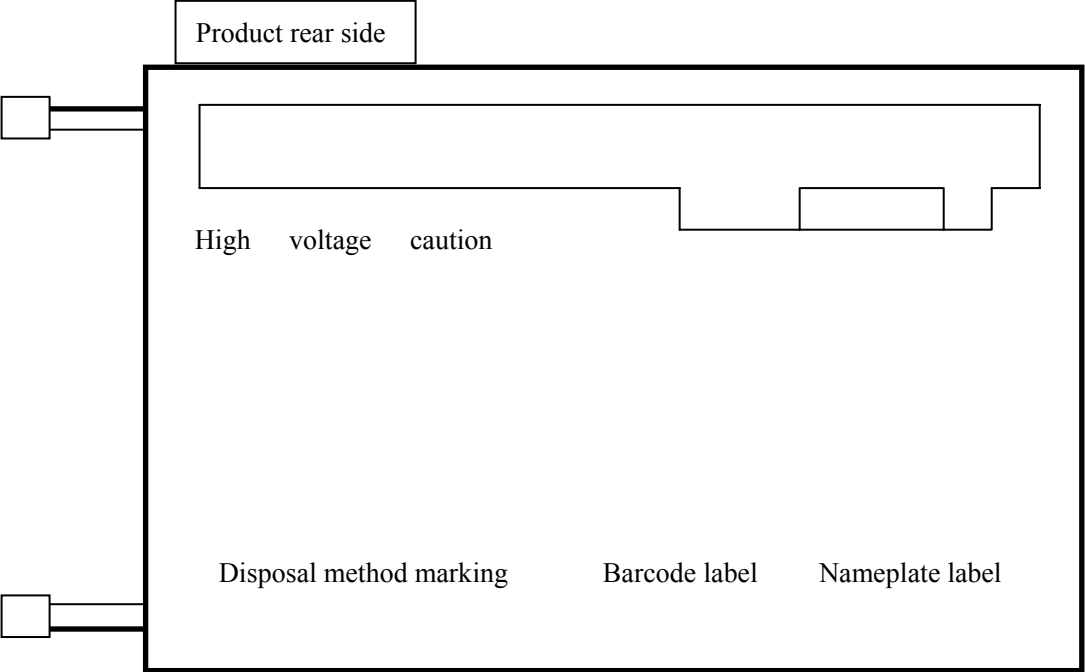 Product rear side
High voltage caution
Disposal method marking Barcode label Nameplate label